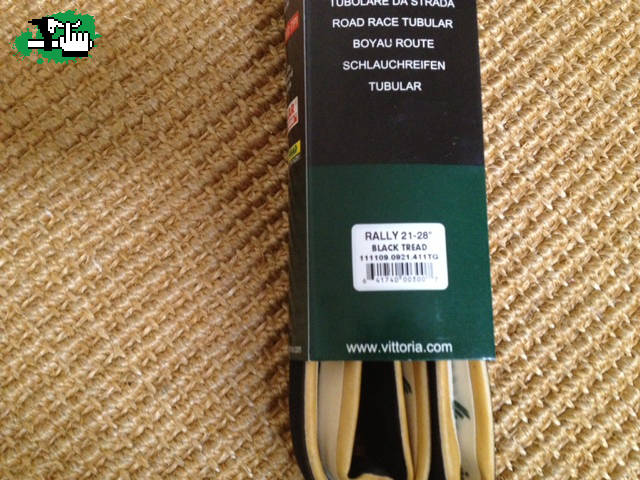 TUBOLARE DA STRADA
ROAD RACE TUBULAR
BOYAU ROUTE
SCHLAUCHREIFEN
TUBULAR
RALLY 21-28"
BLACK TREAD
111109.0921.411TG
www.vittoria.com